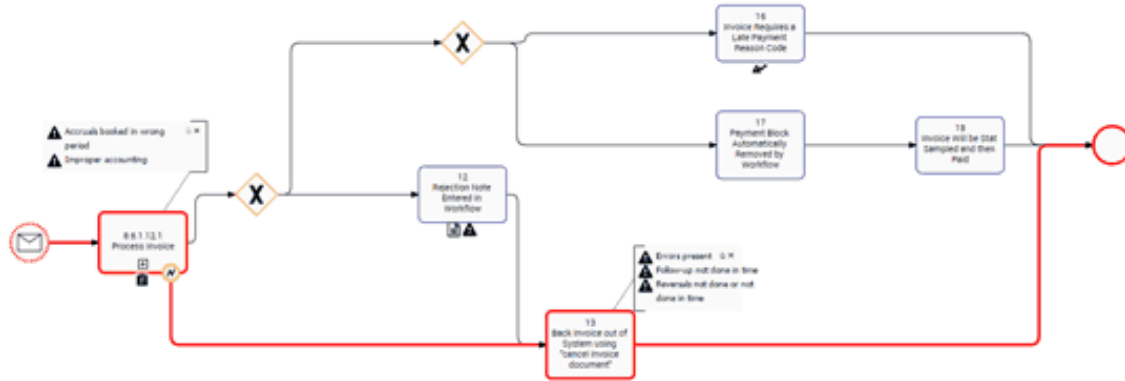 16
Invoice Requires a
Late Payment
Reason Code
Accruals booked in wrong
period
Improper accounting
17
Payment Block
Automatically
Removed by
Workflow
18
Invoice Will be Stat
Sampled and then
Paid
12
Rejection Note
Entered in
Workflow
8.6.1.12.1
Process Invoice
Errors present
Follow-up not done in time
Reversals not done or not
done in time
13
Back Invoice out of
System using
"cancel invoice
document"